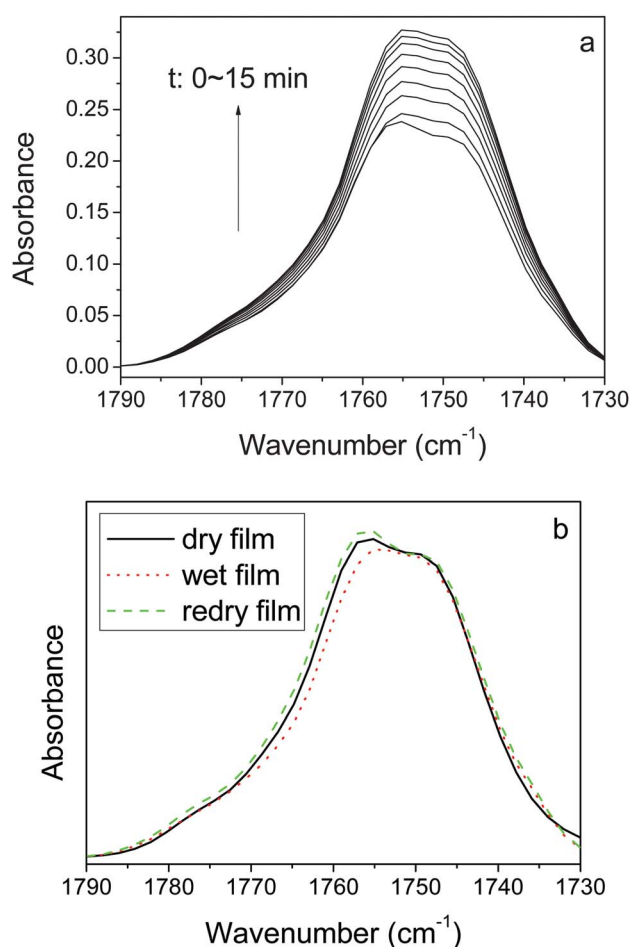 a
t: 0~15 min
Absorbance
0.30
0.25
0.20
0.15
0.10
0.05
0.00
1790 1780 1770 1760 1750 1740 1730
Wavenumber (cm⁻¹)
b
dry film
wet film
redry film
Absorbance
1790 1780 1770 1760 1750 1740 1730
Wavenumber (cm⁻¹)